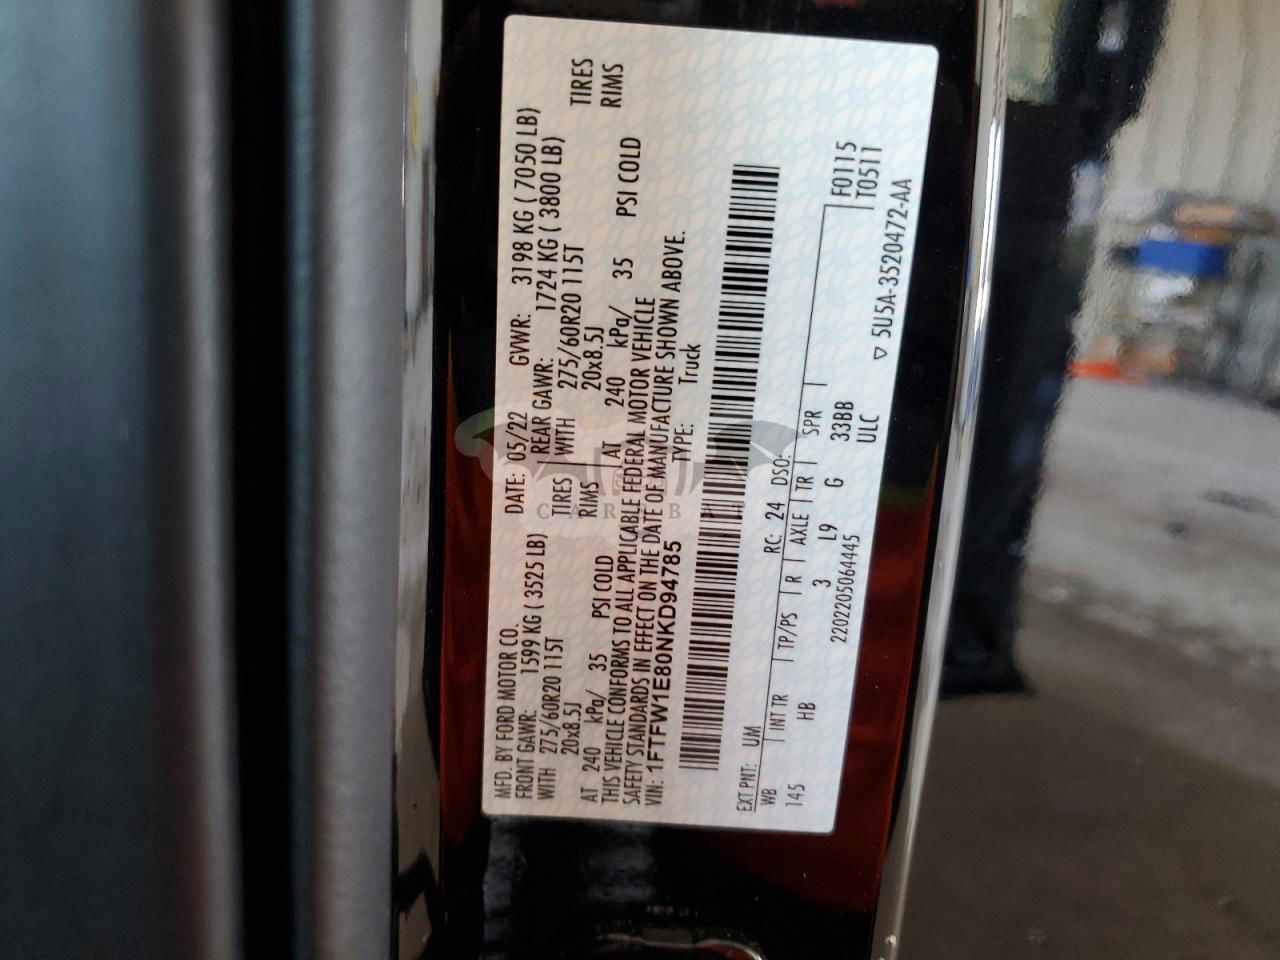 MFD. BY FORD MOTOR CO. DATE: 05/22 GVWR: 3198 KG ( 7050 LB)
FRONT GAWR: 1599 KG ( 3525 LB) REAR GAWR: 1724 KG ( 3800 LB)
WITH 275/60R20 115T TIRES WITH 275/60R20 115T TIRES
20x8.5J RIMS 20x8.5J RIMS
AT 240 kPa/ 35 PSI COLD AT 240 kPa/ 35 PSI COLD
THIS VEHICLE CONFORMS TO ALL APPLICABLE FEDERAL MOTOR VEHICLE
SAFETY STANDARDS IN EFFECT ON THE DATE OF MANUFACTURE SHOWN ABOVE.
VIN: 1FTFW1E80NKD94785 TYPE: Truck
EXT PNT: UM RC: 24 DSO:
WB INT TR TP/PS R AXLE TR SPR F0115
145 HB 3 L9 G 33BB T0511
2202205064445 ULC
▽ 5U5A-3520472-AA